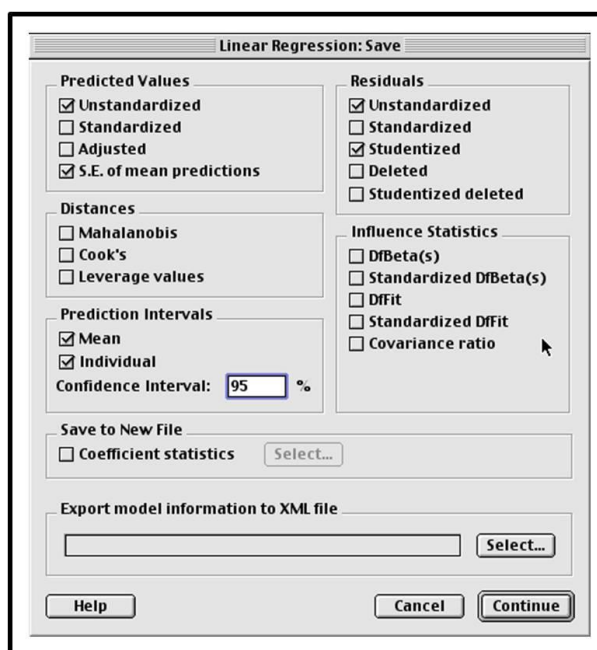 Linear Regression: Save
Predicted Values
Unstandardized
Standardized
Adjusted
S.E. of mean predictions
Distances
Mahalanobis
Cook's
Leverage values
Prediction Intervals
Mean
Individual
Confidence Interval: 95 %
Residuals
Unstandardized
Standardized
Studentized
Deleted
Studentized deleted
Influence Statistics
DfBeta(s)
Standardized DfBeta(s)
DfFit
Standardized DfFit
Covariance ratio
Save to New File
Coefficient statistics Select...
Export model information to XML file
Select...
Help Cancel Continue